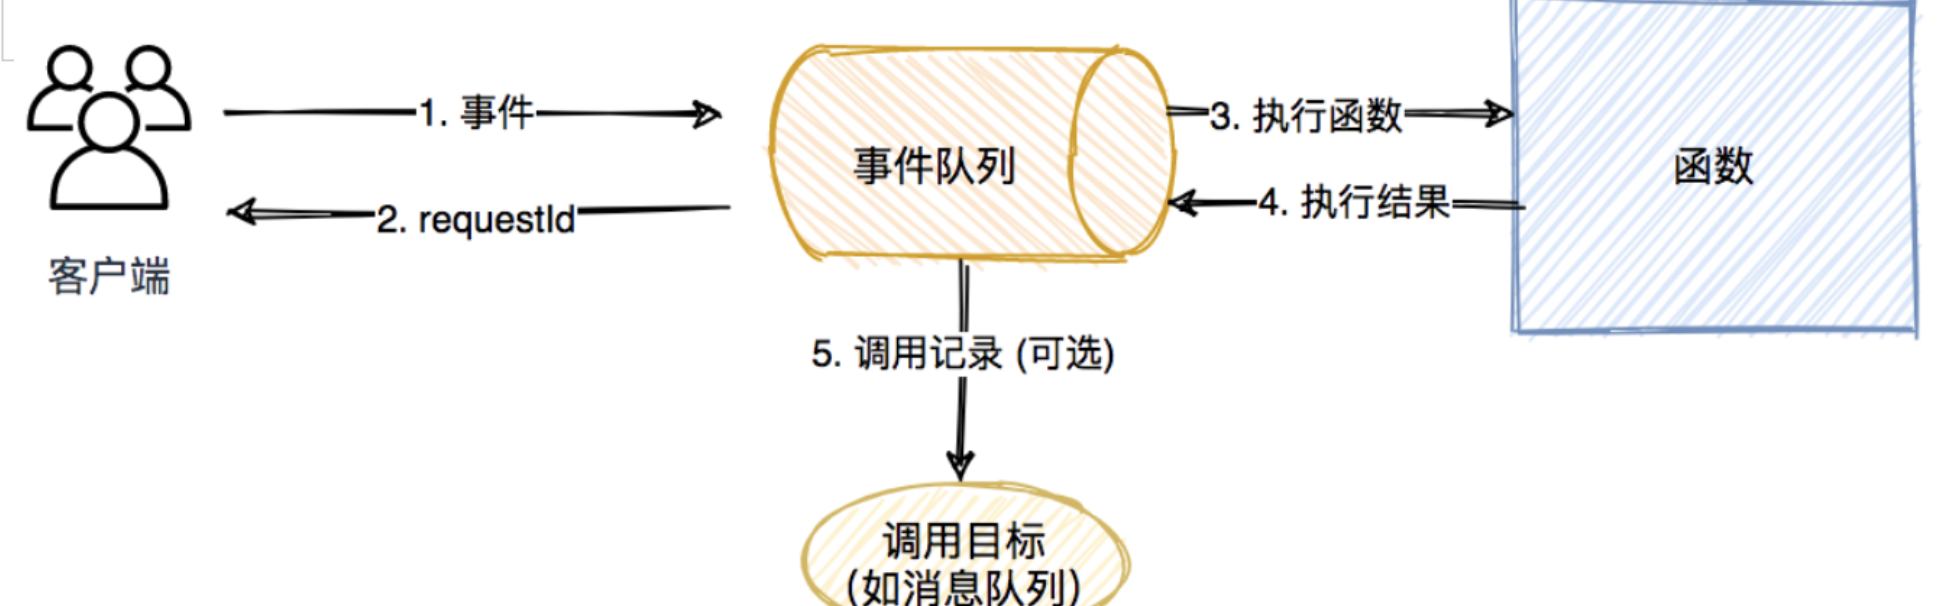 1. 事件
事件队列
3. 执行函数
函数
2. requestId
4. 执行结果
客户端
5. 调用记录 (可选)
调用目标
(如消息队列)